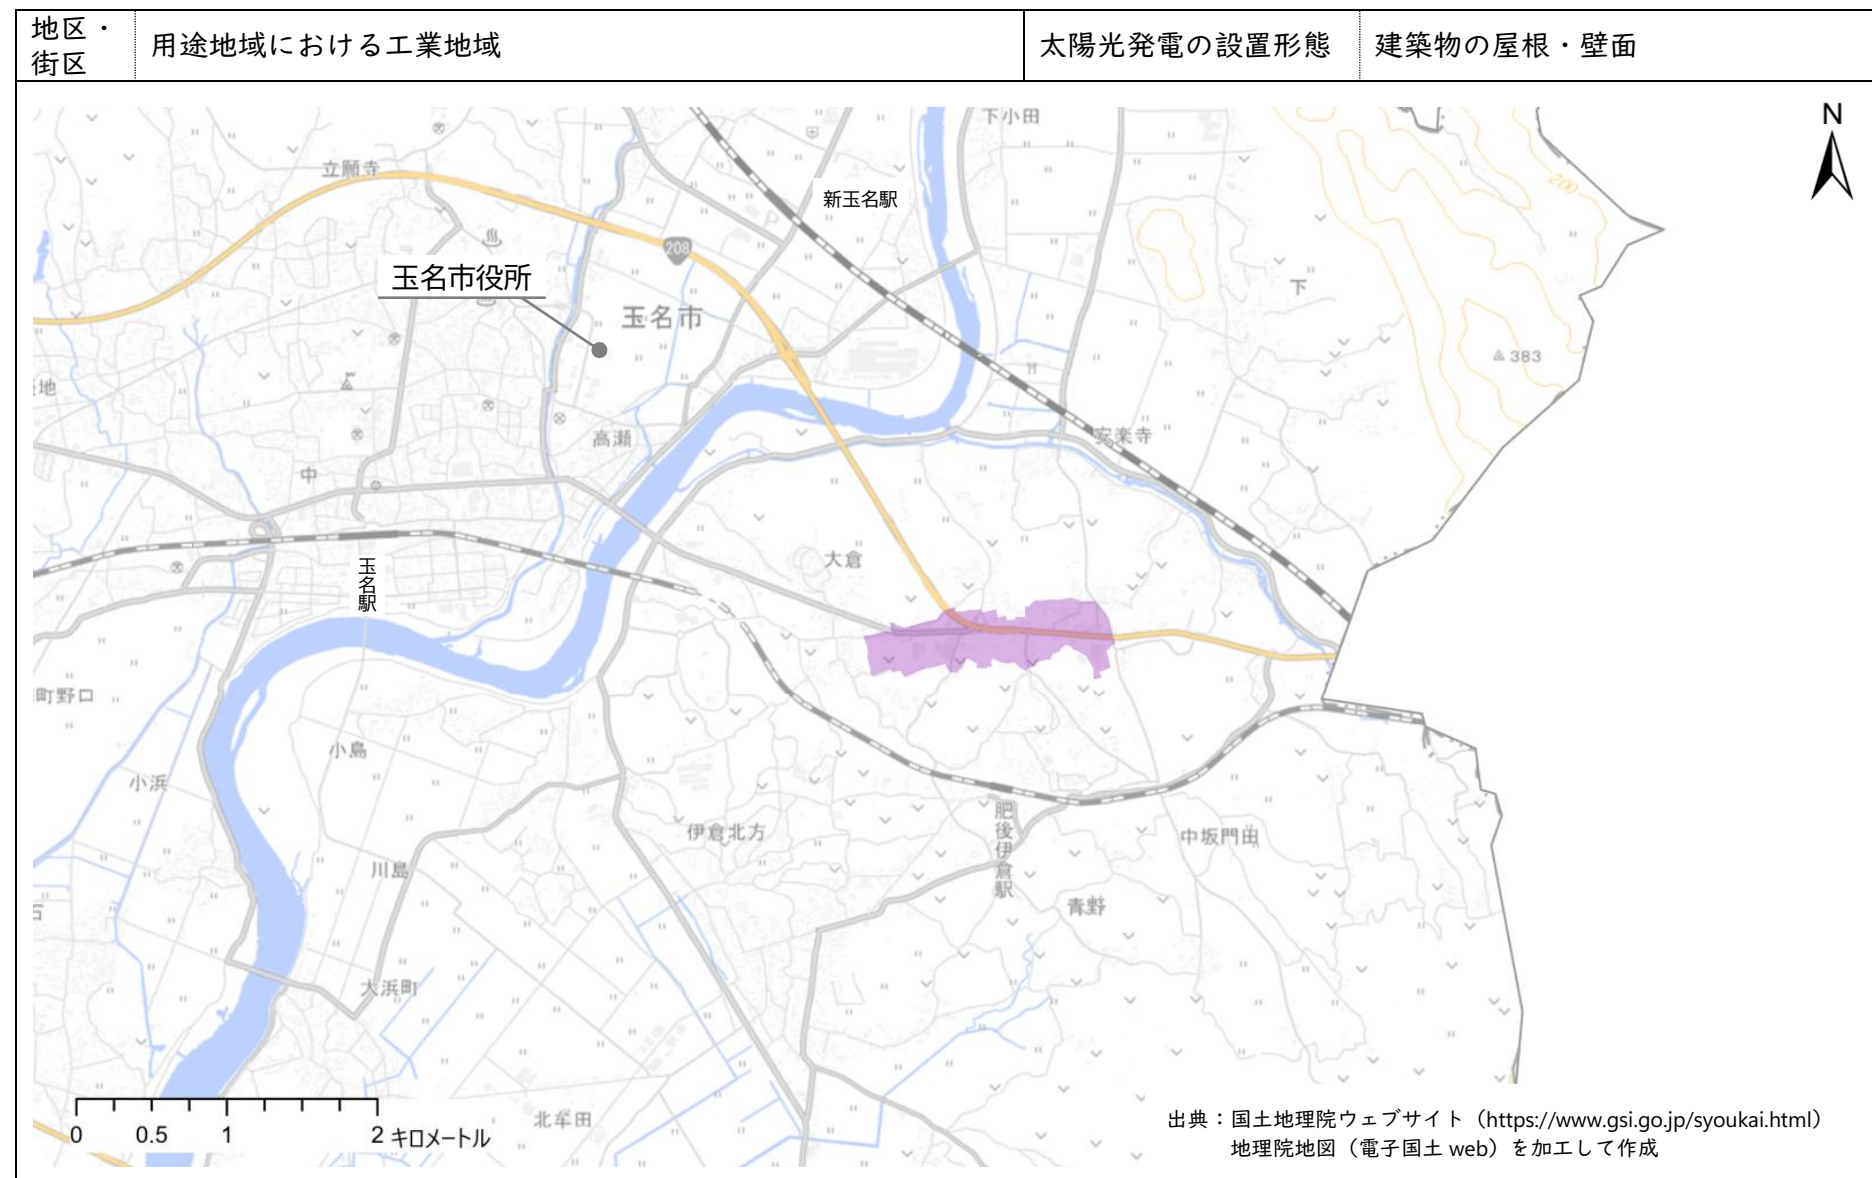 地区・
街区
用途地域における工業地域
太陽光発電の設置形態
建築物の屋根・壁面
N
下小田
立願寺
新玉名駅
200
208
玉名市役所
玉名市
下
383
高瀬
安楽寺
中
大倉
玉名駅
町野口
小島
小浜
伊倉北方
肥後伊倉駅
中坂門田
川島
青野
大浜町
北牟田
0 0.5 1 2 キロメートル
出典：国土地理院ウェブサイト（https://www.gsi.go.jp/syoukai.html）
地理院地図（電子国土 web）を加工して作成